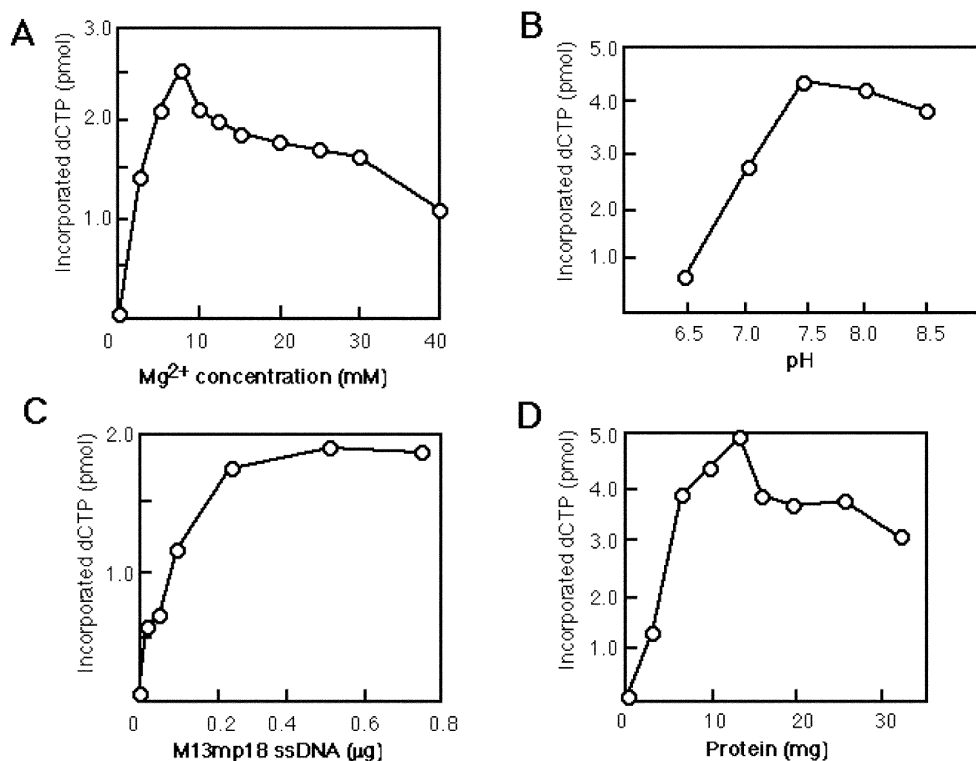 A
Incorporated dCTP (pmol)
3.0
2.0
1.0
0
10
20
30
40
Mg2+ concentration (mM)
B
Incorporated dCTP (pmol)
5.0
4.0
3.0
2.0
1.0
6.5
7.0
7.5
8.0
8.5
pH
C
Incorporated dCTP (pmol)
2.0
1.0
0
0.2
0.4
0.6
0.8
M13mp18 ssDNA (µg)
D
Incorporated dCTP (pmol)
5.0
4.0
3.0
2.0
1.0
0
10
20
30
Protein (mg)